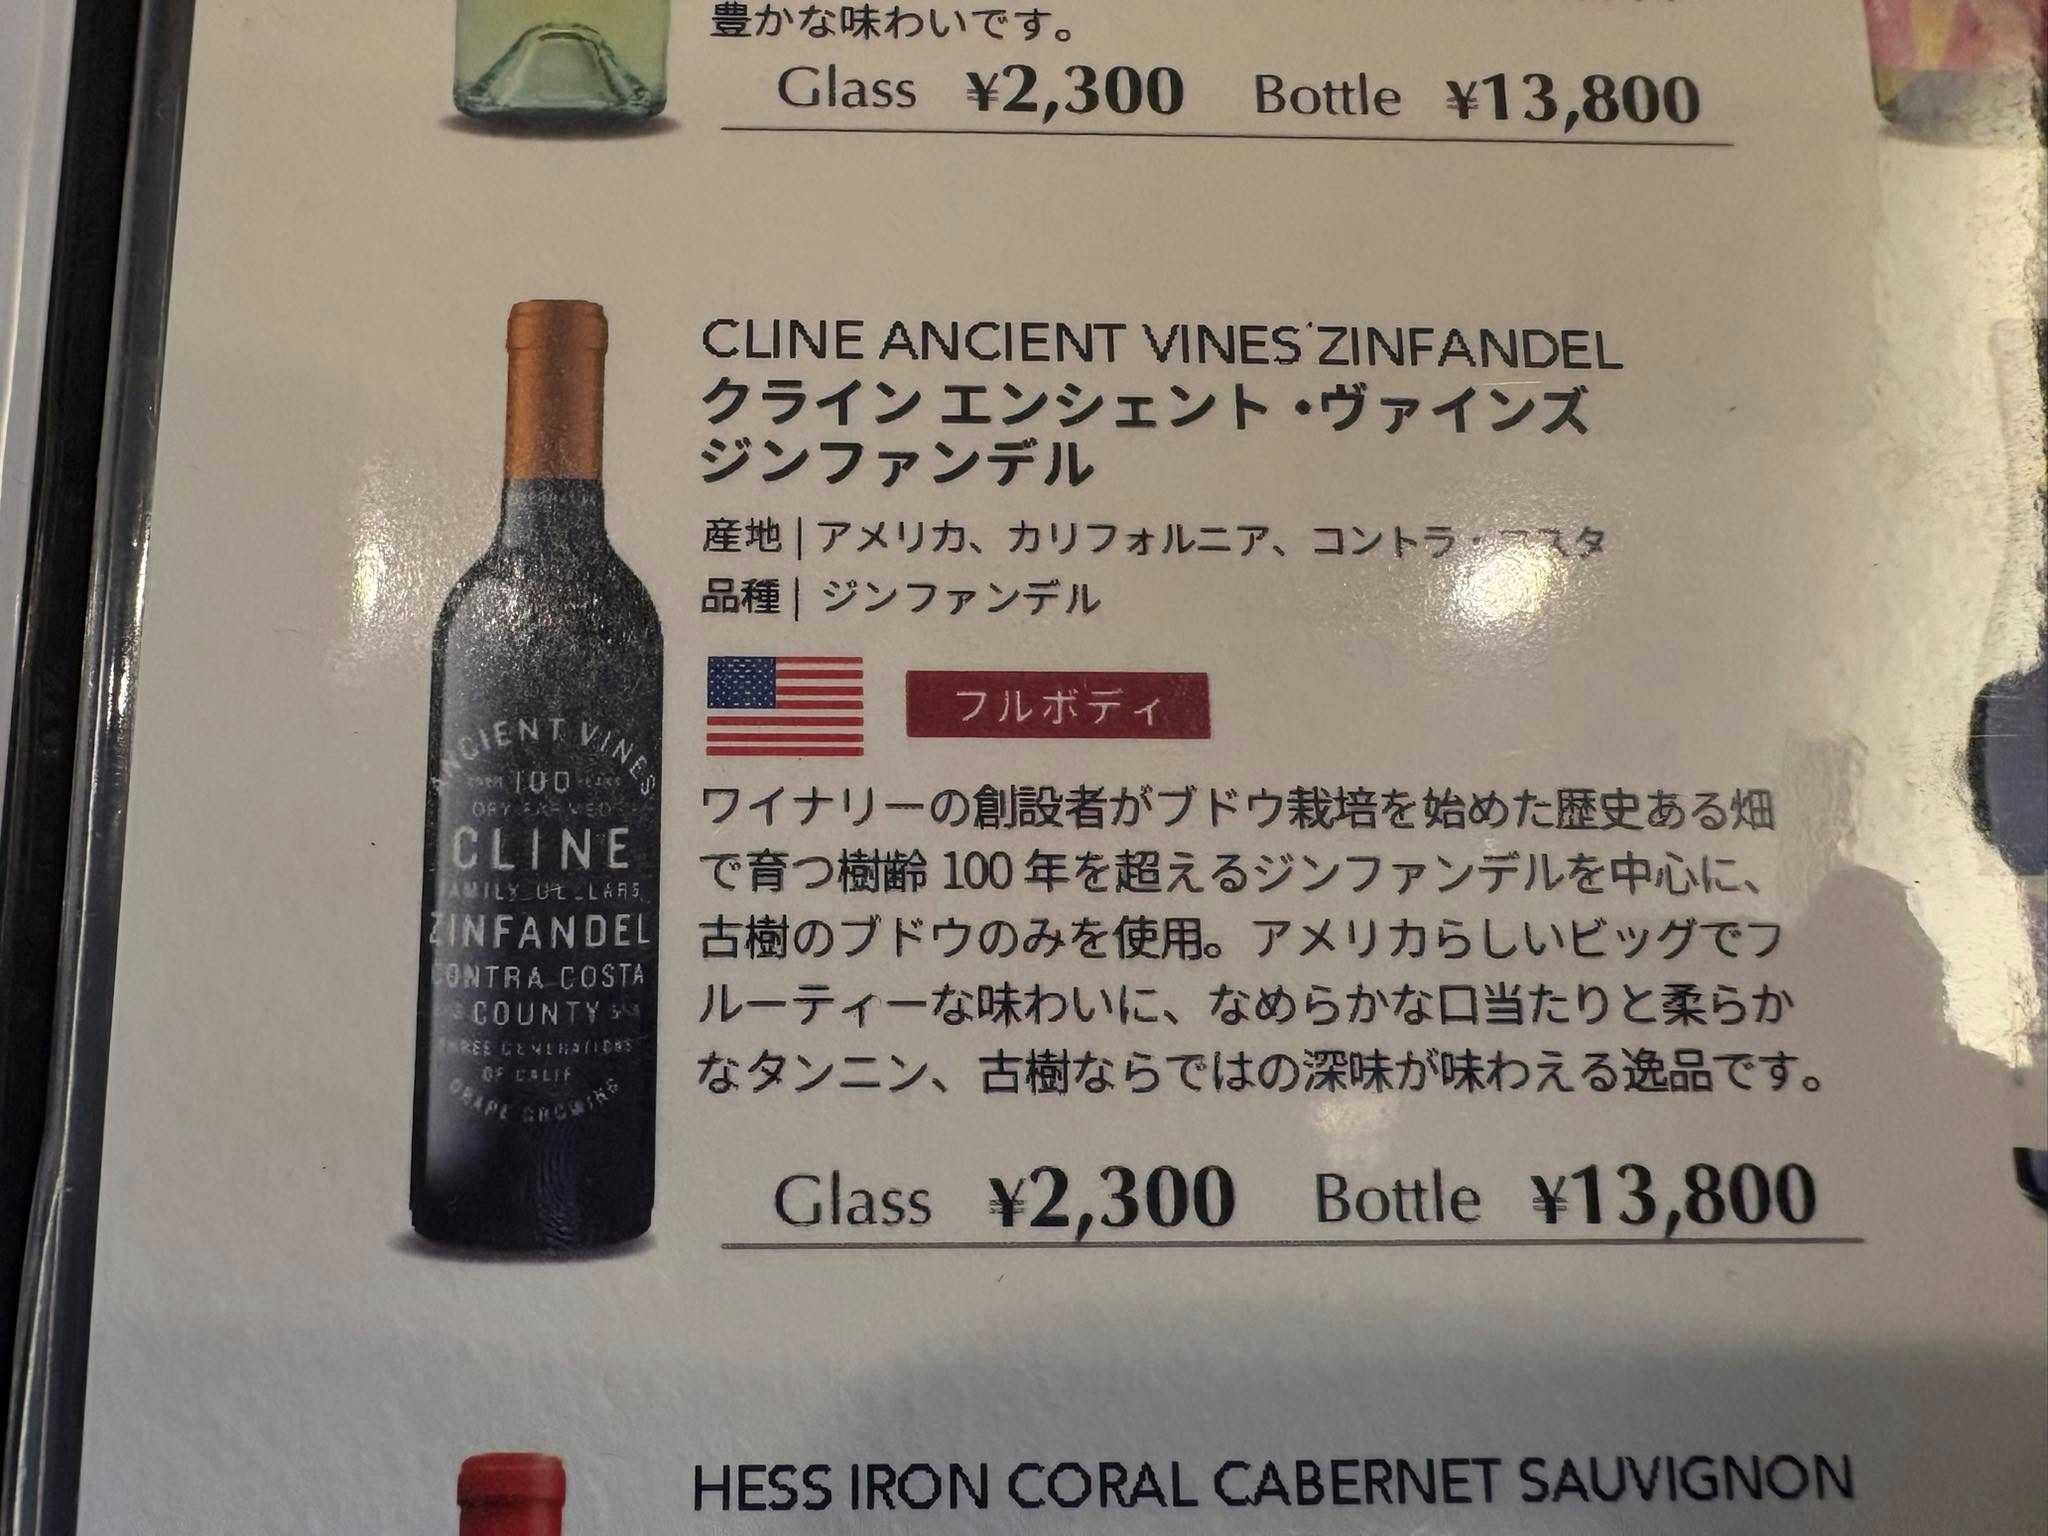 豊かな味わいです。
Glass ¥2,300 Bottle ¥13,800
CLINE ANCIENT VINES ZINFANDEL
クライン エンシェント・ヴァインズ
ジンファンデル
産地 | アメリカ、カリフォルニア、コントラ・コスタ
品種 | ジンファンデル
フルボディ
ワイナリーの創設者がブドウ栽培を始めた歴史ある畑
で育つ樹齢 100 年を超えるジンファンデルを中心に、
古樹のブドウのみを使用。アメリカらしいビッグでフ
ルーティーな味わいに、なめらかな口当たりと柔らか
なタンニン、古樹ならではの深味が味わえる逸品です。
Glass ¥2,300 Bottle ¥13,800
ANCIENT VINES
100
CLINE
ZINFANDEL
CONTRA COSTA
COUNTY
THREE GENERATIONS
OF CALIF
GRAPE GROWING
HESS IRON CORAL CABERNET SAUVIGNON